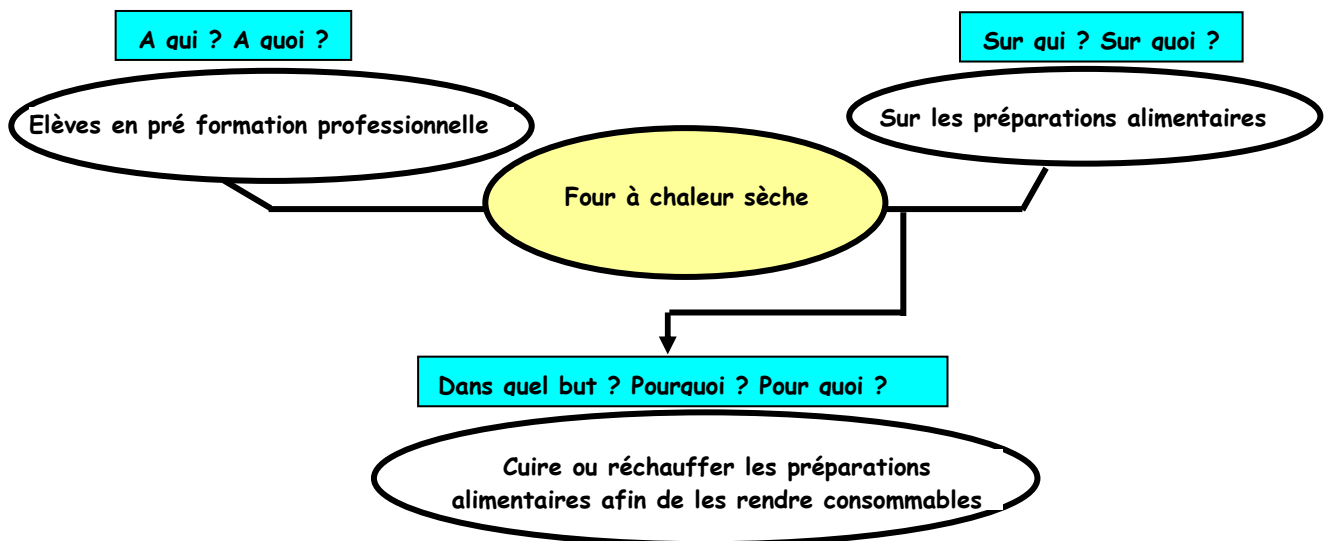 A qui ? A quoi ?
Sur qui ? Sur quoi ?
Elèves en pré formation professionnelle
Sur les préparations alimentaires
Four à chaleur sèche
Dans quel but ? Pourquoi ? Pour quoi ?
Cuire ou réchauffer les préparations
alimentaires afin de les rendre consommables